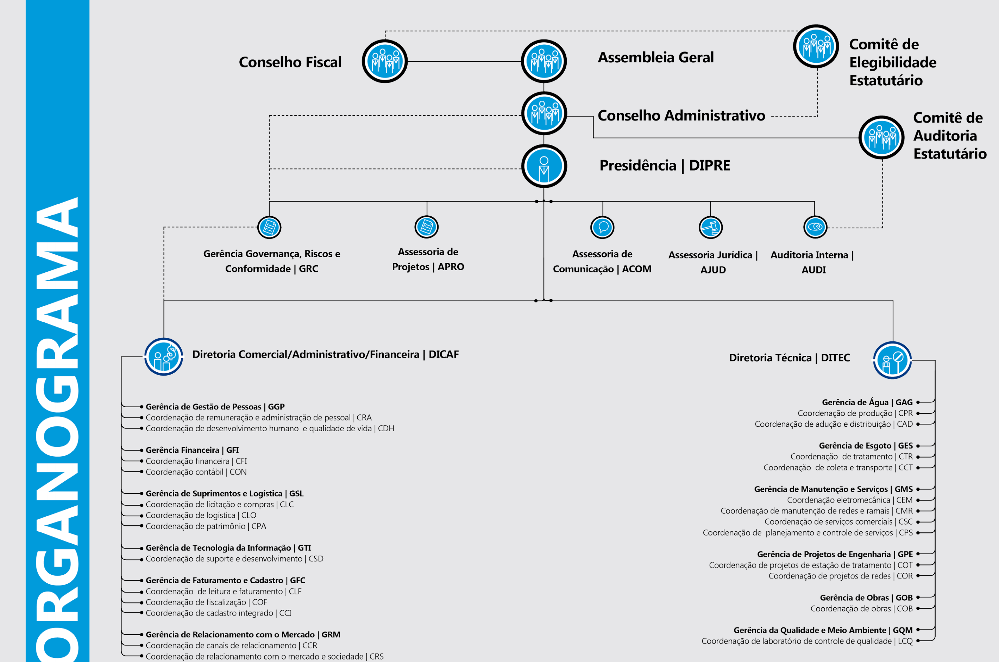 ORGANOGRAMA
Conselho Fiscal
Assembleia Geral
Comitê de
Elegibilidade
Estatutário
Conselho Administrativo
Comitê de
Auditoria
Estatutário
Presidência | DIPRE
Gerência Governança, Riscos e
Conformidade | GRC
Assessoria de
Projetos | APRO
Assessoria de
Comunicação | ACOM
Assessoria Jurídica |
AJUD
Auditoria Interna |
AUDI
Diretoria Comercial/Administrativo/Financeira | DICAF
Gerência de Gestão de Pessoas | GGP
Coordenação de remuneração e administração de pessoal | CRA
Coordenação de desenvolvimento humano e qualidade de vida | CDH
Gerência Financeira | GFI
Coordenação financeira | CFI
Coordenação contábil | CON
Gerência de Suprimentos e Logística | GSL
Coordenação de licitação e compras | CLC
Coordenação de logística | CLO
Coordenação de patrimônio | CPA
Gerência de Tecnologia da Informação | GTI
Coordenação de suporte e desenvolvimento | CSD
Gerência de Faturamento e Cadastro | GFC
Coordenação de leitura e faturamento | CLF
Coordenação de fiscalização | COF
Coordenação de cadastro integrado | CCI
Gerência de Relacionamento com o Mercado | GRM
Coordenação de canais de relacionamento | CCR
Coordenação de relacionamento com o mercado e sociedade | CRS
Diretoria Técnica | DITEC
Gerência de Água | GAG
Coordenação de produção | CPR
Coordenação de adução e distribuição | CAD
Gerência de Esgoto | GES
Coordenação de tratamento | CTR
Coordenação de coleta e transporte | CCT
Gerência de Manutenção e Serviços | GMS
Coordenação eletromecânica | CEM
Coordenação de manutenção de redes e ramais | CMR
Coordenação de serviços comerciais | CSC
Coordenação de planejamento e controle de serviços | CPS
Gerência de Projetos de Engenharia | GPE
Coordenação de projetos de estação de tratamento | COT
Coordenação de projetos de redes | COR
Gerência de Obras | GOB
Coordenação de obras | COB
Gerência da Qualidade e Meio Ambiente | GQM
Coordenação de laboratório de controle de qualidade | LCQ